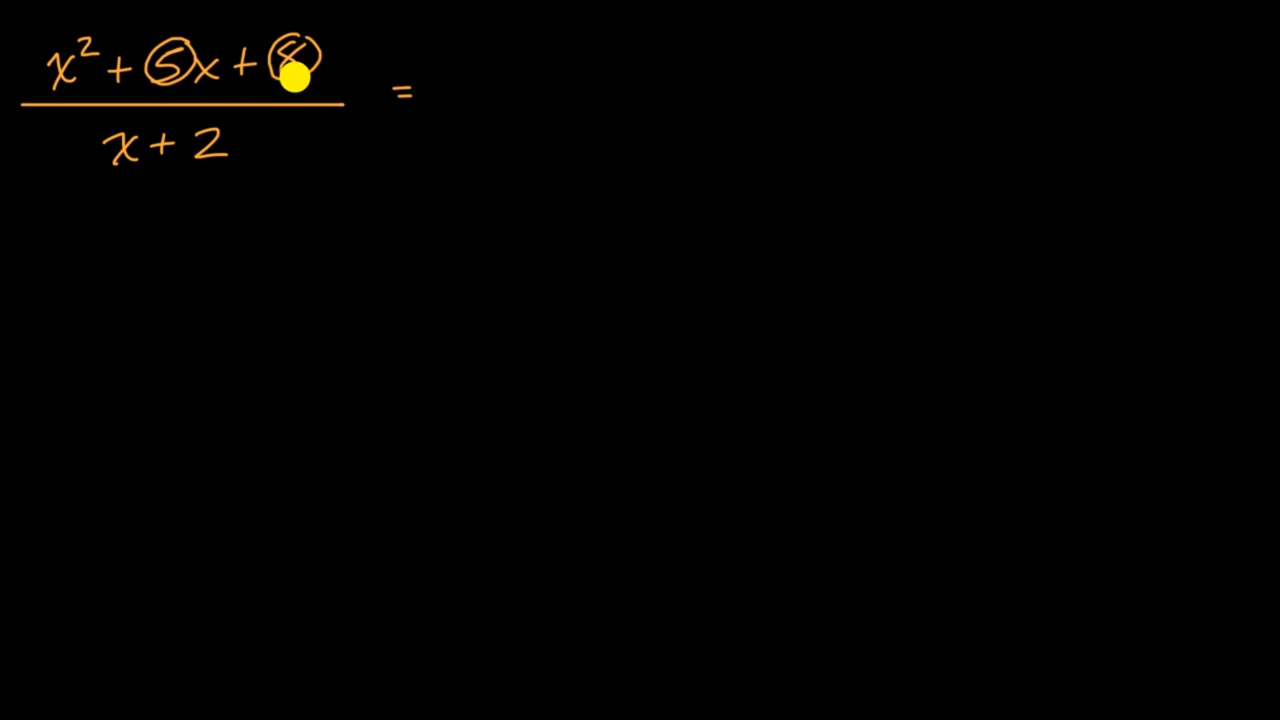 x² + 5x + 8 =
x + 2